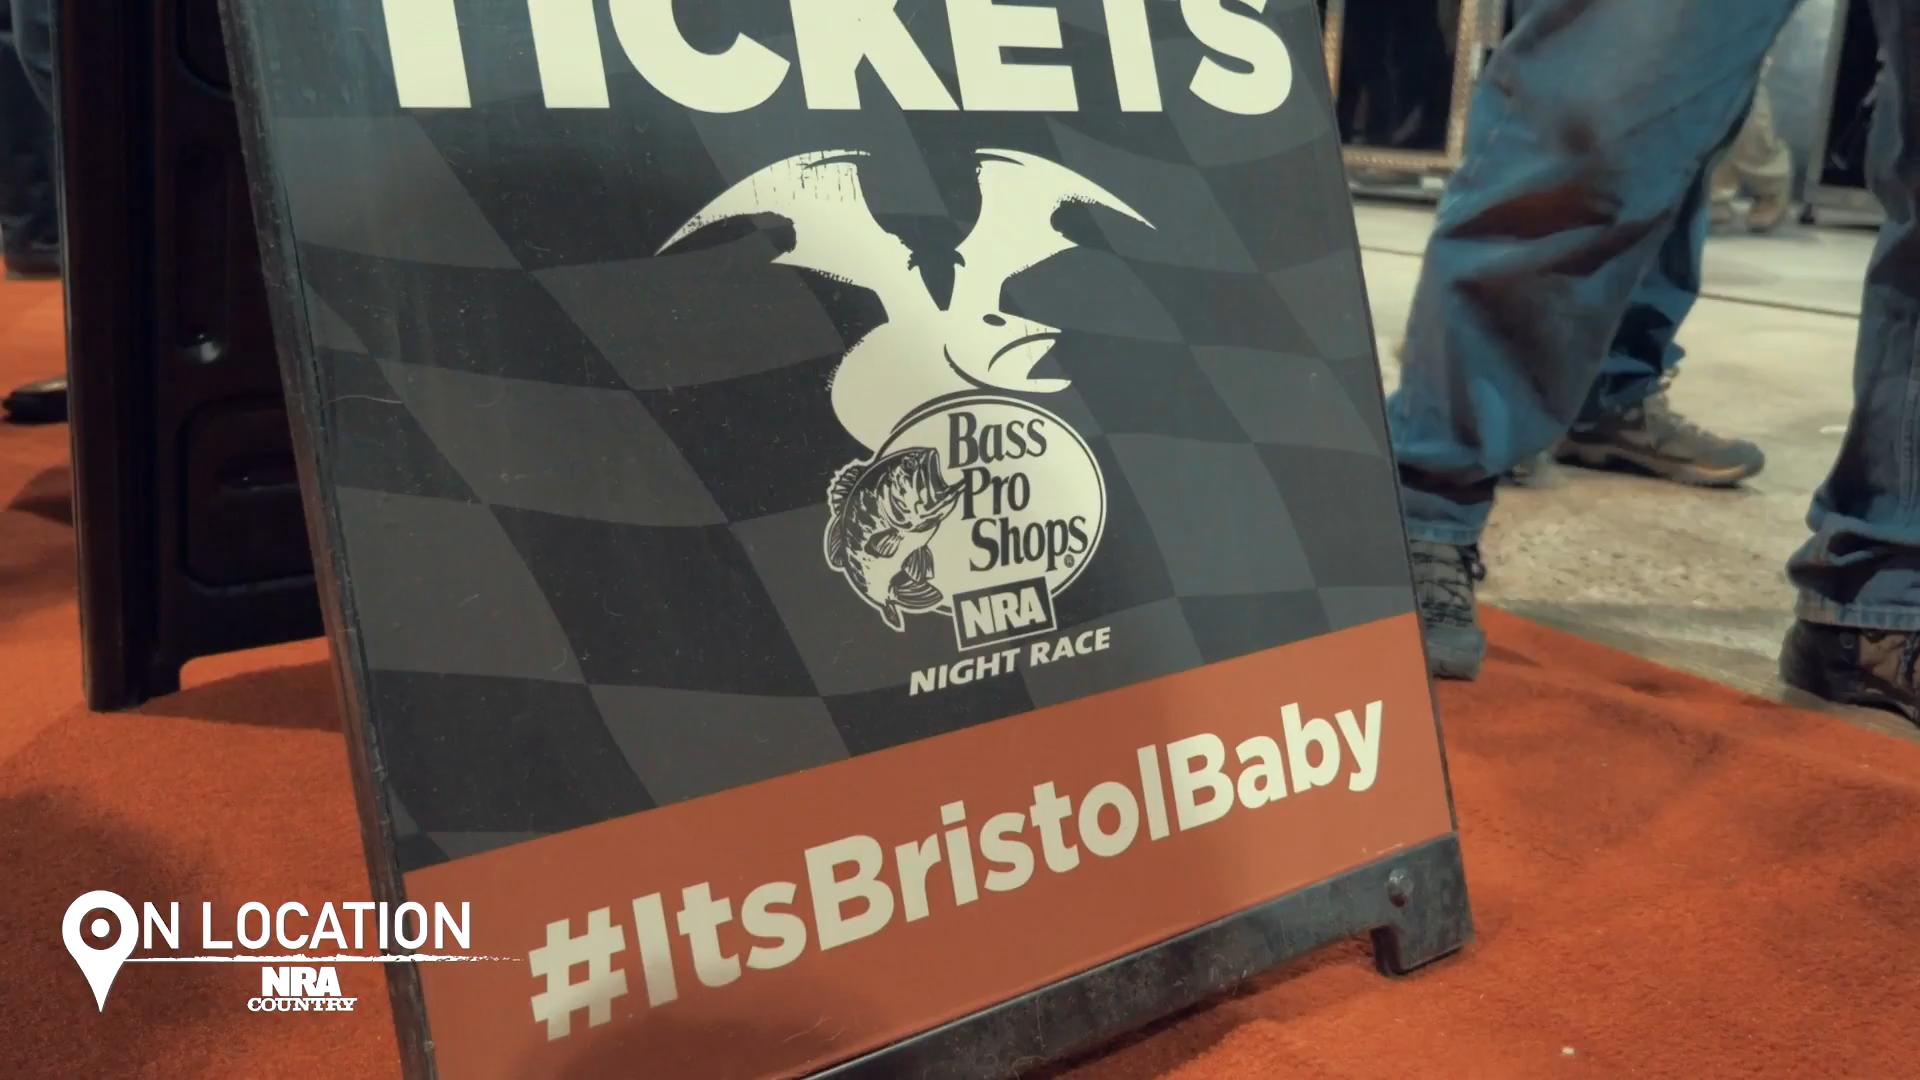 TICKETS
Bass
Pro
Shops®
NRA
NIGHT RACE
#ItsBristolBaby
ON LOCATION
NRA
COUNTRY